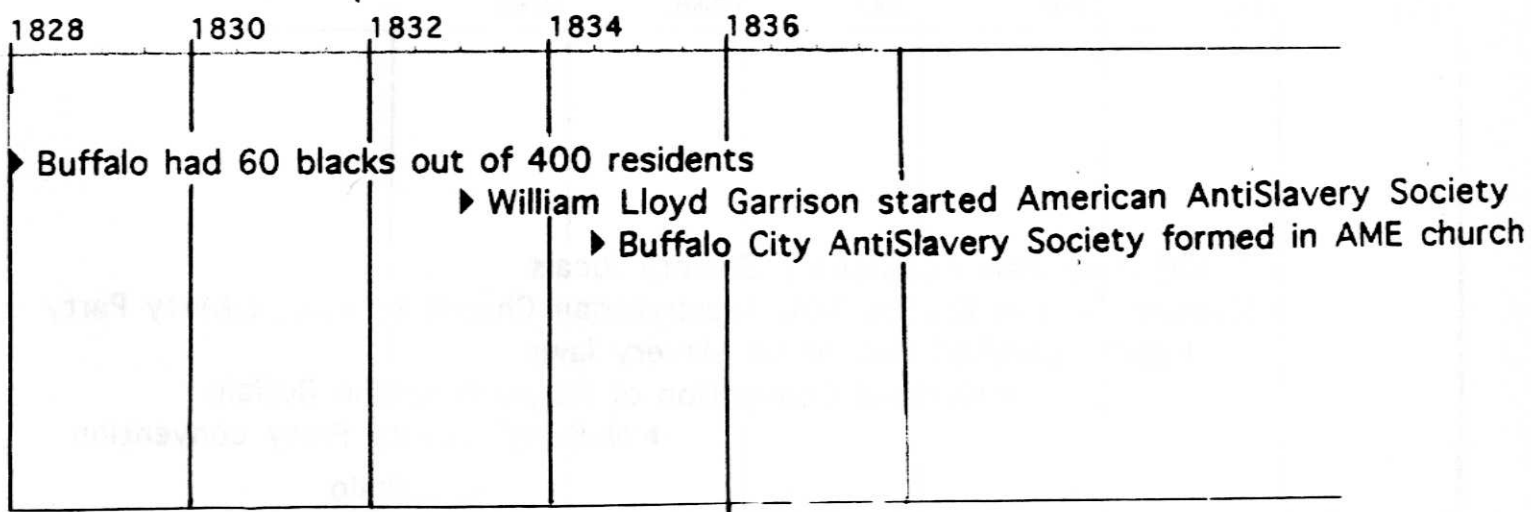 1828 1830 1832 1834 1836
Buffalo had 60 blacks out of 400 residents
William Lloyd Garrison started American AntiSlavery Society
Buffalo City AntiSlavery Society formed in AME church